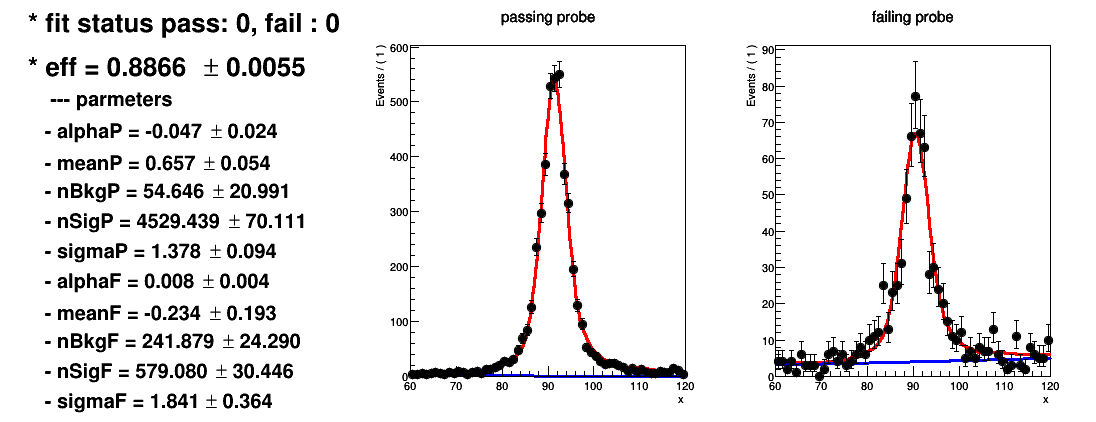 * fit status pass: 0, fail : 0
* eff = 0.8866 ± 0.0055
--- parmeters
- alphaP = -0.047 ± 0.024
- meanP = 0.657 ± 0.054
- nBkgP = 54.646 ± 20.991
- nSigP = 4529.439 ± 70.111
- sigmaP = 1.378 ± 0.094
- alphaF = 0.008 ± 0.004
- meanF = -0.234 ± 0.193
- nBkgF = 241.879 ± 24.290
- nSigF = 579.080 ± 30.446
- sigmaF = 1.841 ± 0.364
passing probe
Events / ( 1 )
600
500
400
300
200
100
0
60 70 80 90 100 110 120
x
failing probe
Events / ( 1 )
90
80
70
60
50
40
30
20
10
0
60 70 80 90 100 110 120
x